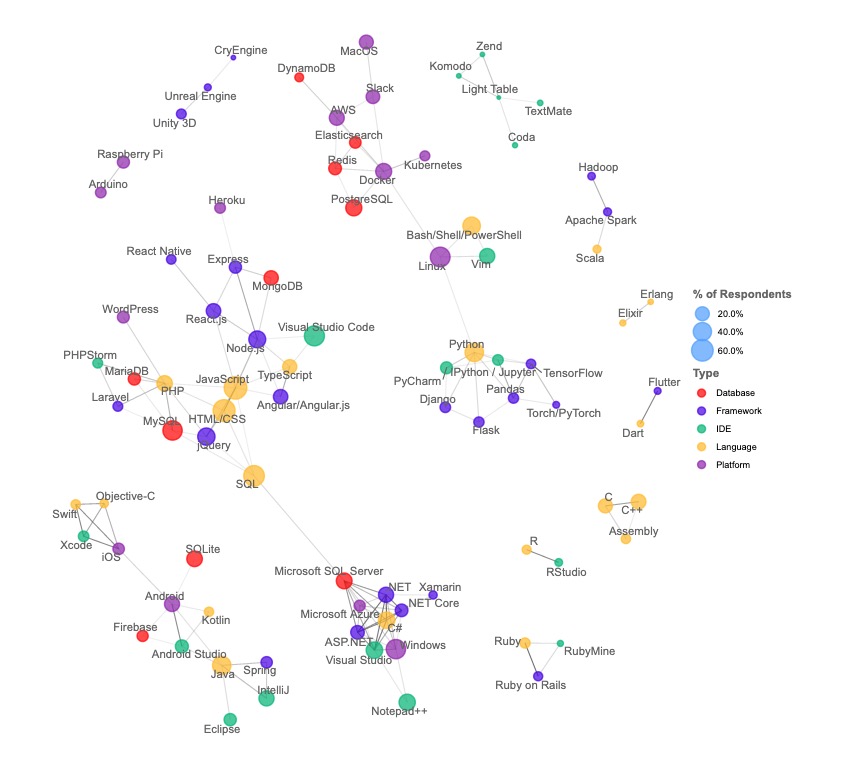 MacOS
Zend
CryEngine
Komodo
DynamoDB
Slack
Light Table
Unreal Engine
AWS
TextMate
Unity 3D
Elasticsearch
Coda
Raspberry Pi
Redis
Kubernetes
Hadoop
Docker
Arduino
PostgreSQL
Heroku
Apache Spark
Bash/Shell/PowerShell
React Native
Express
Linux
Vim
Scala
MongoDB
Erlang
% of Respondents
WordPress
React.js
Visual Studio Code
Elixir
20.0%
40.0%
Node.js
Python
60.0%
PHPStorm
MariaDB
JavaScript
TypeScript
PyCharm
IPython / Jupyter
TensorFlow
Type
PHP
Flutter
Pandas
Database
Laravel
Angular/Angular.js
Django
Torch/PyTorch
Framework
MySQL
HTML/CSS
Flask
Dart
IDE
jQuery
Language
Platform
SQL
Objective-C
C
C++
Swift
Assembly
Xcode
iOS
SQLite
R
RStudio
Microsoft SQL Server
.NET
Xamarin
Android
Microsoft Azure
.NET Core
Kotlin
C#
Firebase
ASP.NET
Windows
Ruby
RubyMine
Android Studio
Visual Studio
Java
Spring
Ruby on Rails
IntelliJ
Notepad++
Eclipse